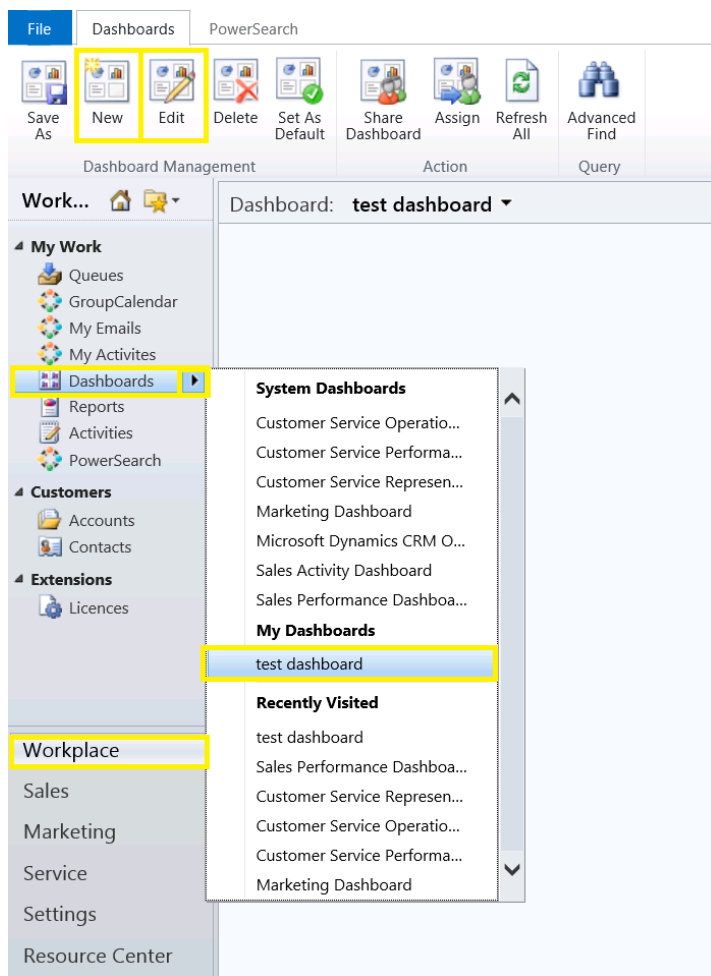 File Dashboards PowerSearch
Save As
New
Edit
Delete
Set As Default
Share Dashboard
Assign
Refresh All
Advanced Find
Dashboard Management
Action
Query
Work...
Dashboard: test dashboard
My Work
Queues
GroupCalendar
My Emails
My Activites
Dashboards
Reports
Activities
PowerSearch
Customers
Accounts
Contacts
Extensions
Licences
System Dashboards
Customer Service Operatio...
Customer Service Performa...
Customer Service Represen...
Marketing Dashboard
Microsoft Dynamics CRM O...
Sales Activity Dashboard
Sales Performance Dashboa...
My Dashboards
test dashboard
Recently Visited
test dashboard
Sales Performance Dashboa...
Customer Service Represen...
Customer Service Operatio...
Customer Service Performa...
Marketing Dashboard
Workplace
Sales
Marketing
Service
Settings
Resource Center